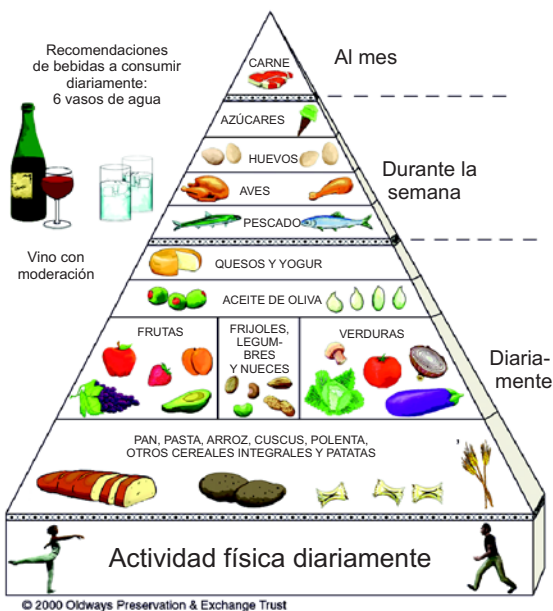 Recomendaciones
de bebidas a consumir
diariamente:
6 vasos de agua
Vino con
moderación
CARNE
Al mes
AZÚCARES
HUEVOS
AVES
PESCADO
Durante la
semana
QUESOS Y YOGUR
ACEITE DE OLIVA
FRUTAS
FRIJOLES,
LEGUM-
BRES
Y NUECES
VERDURAS
Diaria-
mente
PAN, PASTA, ARROZ, CUSCUS, POLENTA,
OTROS CEREALES INTEGRALES Y PATATAS
Actividad física diariamente
© 2000 Oldways Preservation & Exchange Trust